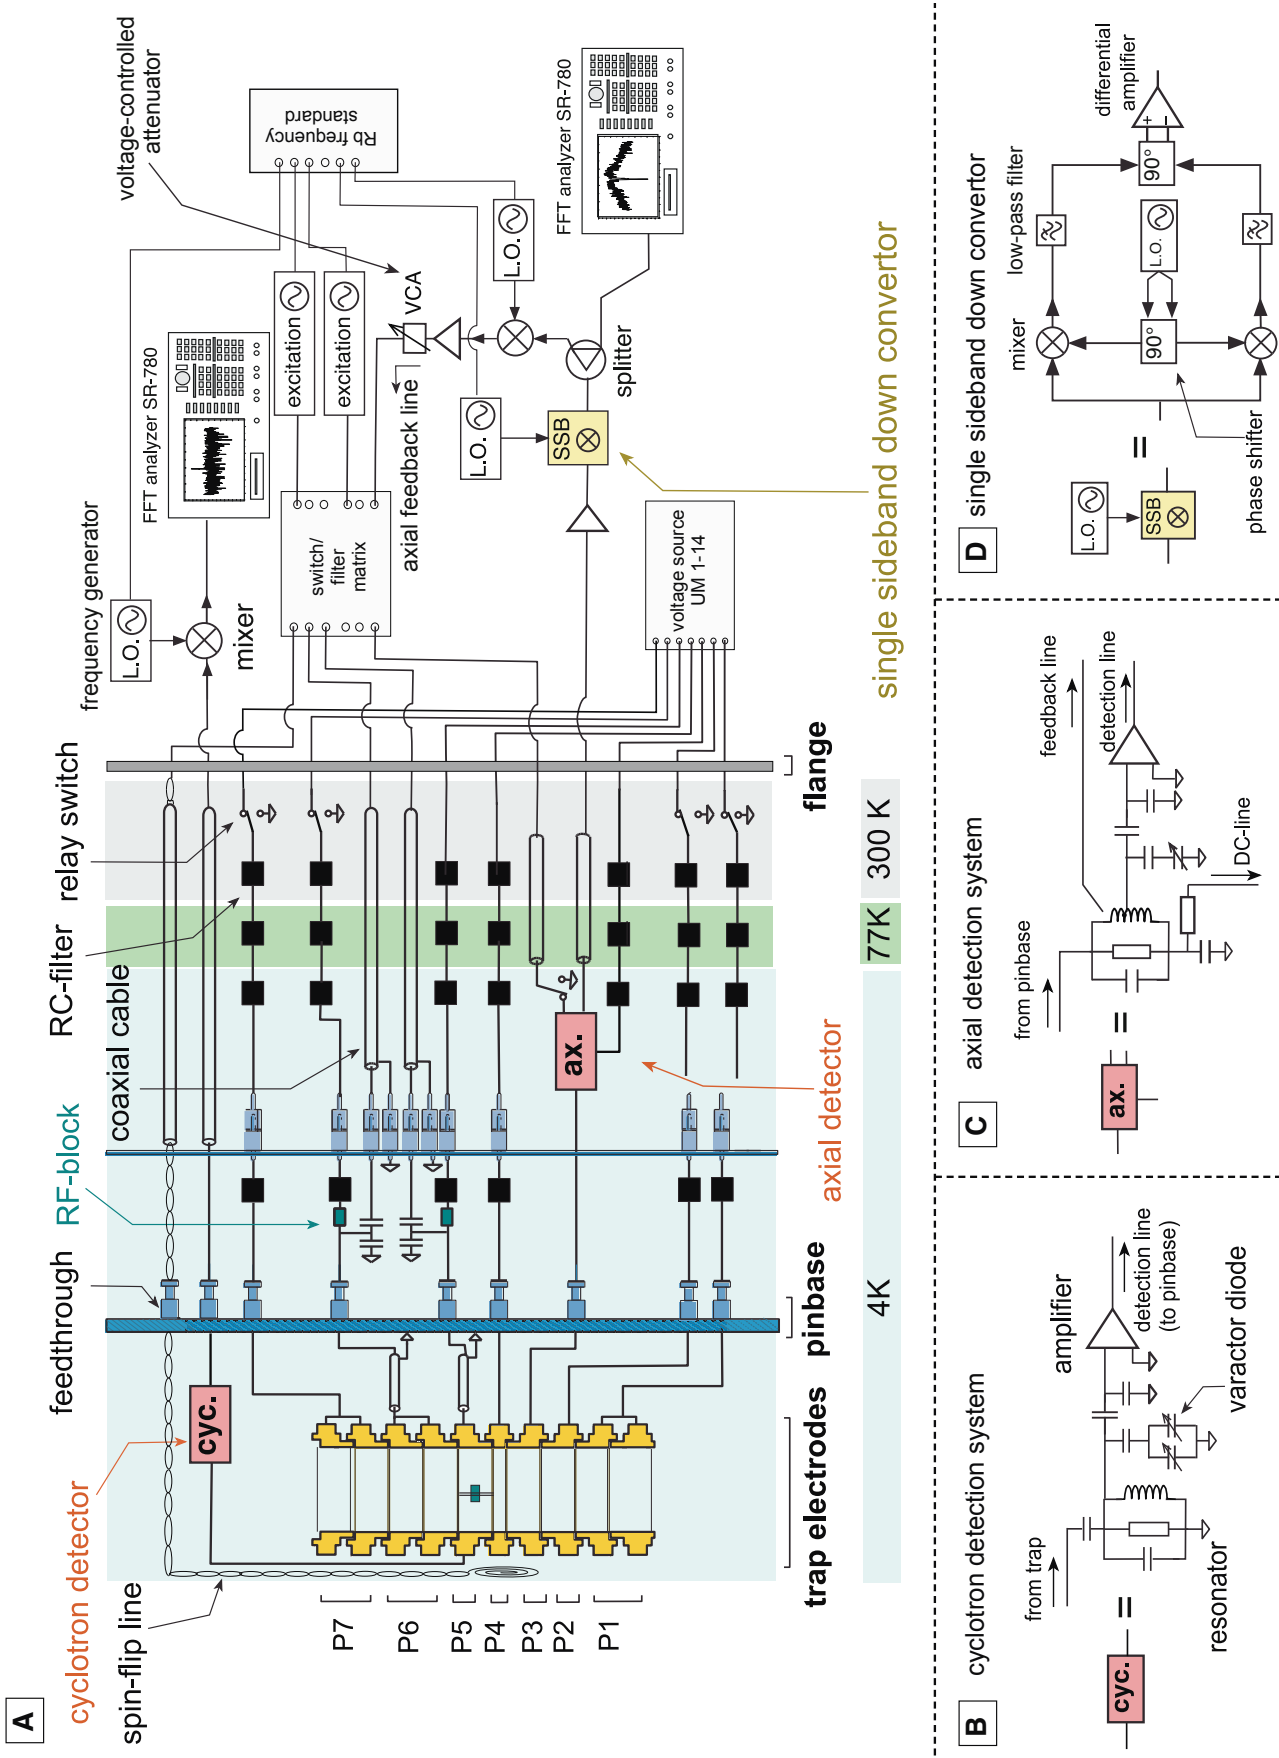 A
cyclotron detector
spin-flip line
feedthrough
RF-block
coaxial cable
RC-filter
relay switch
frequency generator
L.O.
mixer
FFT analyzer SR-780
voltage-controlled
attenuator
Rb frequency
standard
excitation
excitation
switch/
filter
matrix
axial feedback line
VCA
L.O.
L.O.
SSB
splitter
FFT analyzer SR-780
single sideband down convertor
voltage source
UM 1-14
flange
cyc.
ax.
axial detector
P7
P6
P5
P4
P3
P2
P1
trap electrodes
pinbase
4K
77K
300 K
B
cyclotron detection system
cyc.
=
from trap
resonator
amplifier
detection line
(to pinbase)
varactor diode
C
axial detection system
ax.
=
from pinbase
feedback line
detection line
DC-line
D
single sideband down convertor
L.O.
SSB
=
mixer
low-pass filter
90°
L.O.
90°
+
−
differential
amplifier
phase shifter